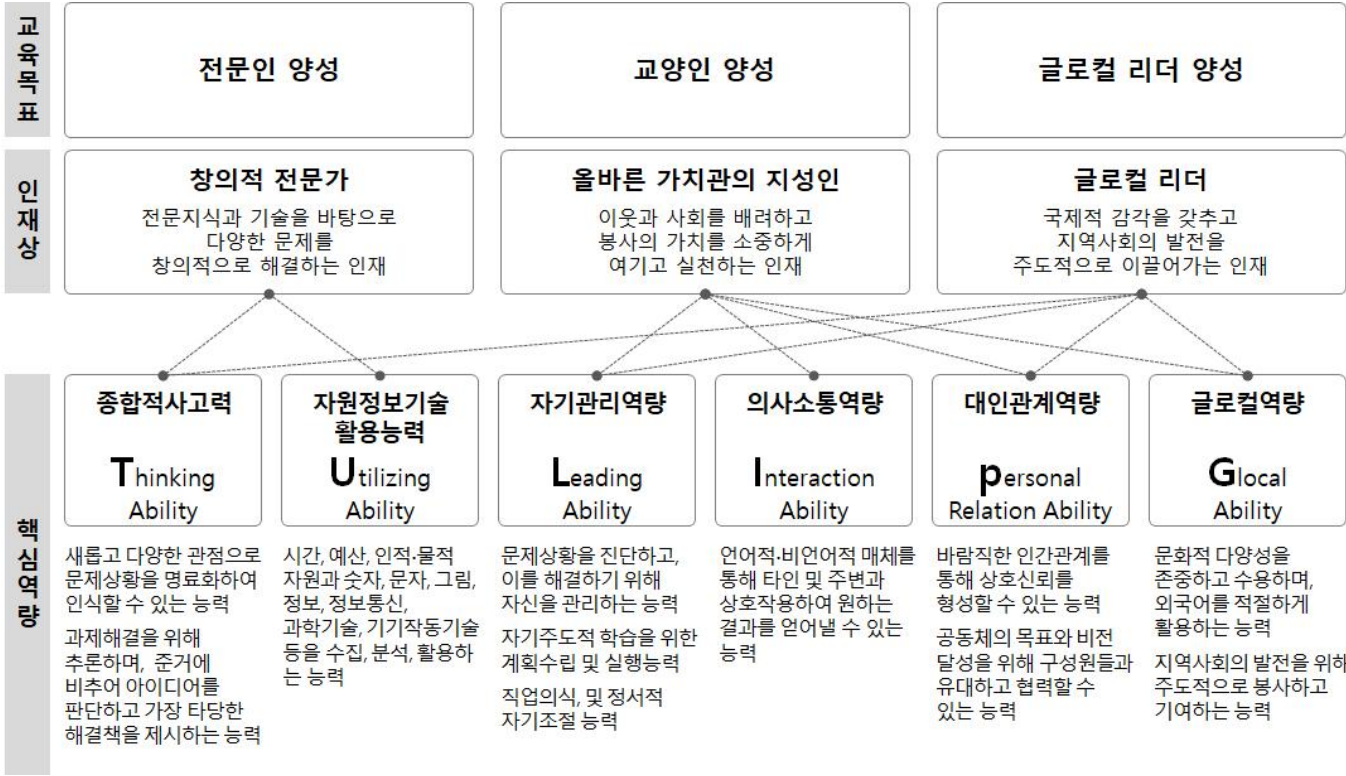 교육목표
전문인 양성
교양인 양성
글로컬 리더 양성
인재상
창의적 전문가
전문지식과 기술을 바탕으로
다양한 문제를
창의적으로 해결하는 인재
올바른 가치관의 지성인
이웃과 사회를 배려하고
봉사의 가치를 소중하게
여기고 실천하는 인재
글로컬 리더
국제적 감각을 갖추고
지역사회의 발전을
주도적으로 이끌어가는 인재
핵심역량
종합적사고력
Thinking
Ability
새롭고 다양한 관점으로
문제상황을 명료화하여
인식할 수 있는 능력
과제해결을 위해
추론하며, 준거에
비추어 아이디어를
판단하고 가장 타당한
해결책을 제시하는 능력
자원정보기술
활용능력
Utilizing
Ability
시간, 예산, 인적·물적
자원과 숫자, 문자, 그림,
정보, 정보통신,
과학기술, 기기작동기술
등을 수집, 분석, 활용하
는 능력
자기관리역량
Leading
Ability
문제상황을 진단하고,
이를 해결하기 위해
자신을 관리하는 능력
자기주도적 학습을 위한
계획수립 및 실행능력
직업의식, 및 정서적
자기조절 능력
의사소통역량
Interaction
Ability
언어적·비언어적 매체를
통해 타인 및 주변과
상호작용하여 원하는
결과를 얻어낼 수 있는
능력
대인관계역량
personal
Relation Ability
바람직한 인간관계를
통해 상호신뢰를
형성할 수 있는 능력
공동체의 목표와 비전
달성을 위해 구성원들과
유대하고 협력할 수
있는 능력
글로컬역량
Glocal
Ability
문화적 다양성을
존중하고 수용하며,
외국어를 적절하게
활용하는 능력
지역사회의 발전을 위해
주도적으로 봉사하고
기여하는 능력